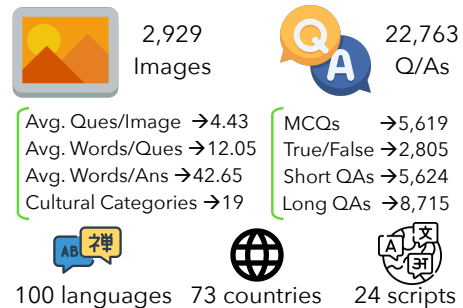 2,929
Images
Q
A
22,763
Q/As
Avg. Ques/Image →4.43
Avg. Words/Ques →12.05
Avg. Words/Ans →42.65
Cultural Categories →19
MCQs →5,619
True/False →2,805
Short QAs →5,624
Long QAs →8,715
AB
禅
A
文
अ
100 languages
73 countries
24 scripts